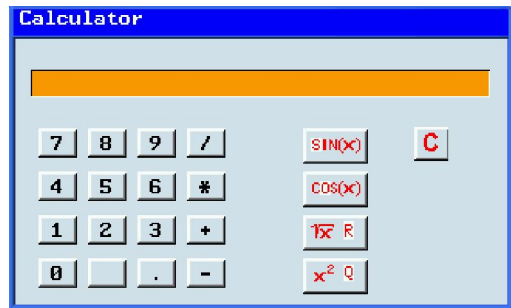 Calculator
7 8 9 / SIN(x) C
4 5 6 * COS(x)
1 2 3 + √x R
0 . - x² Q